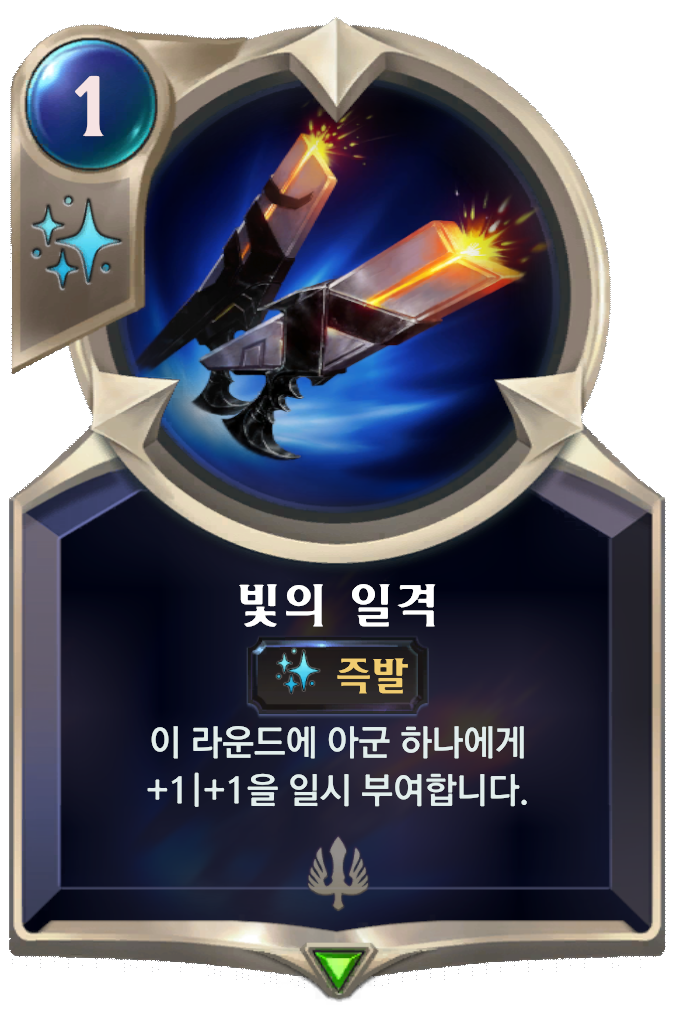 1
빛의 일격
즉발
이 라운드에 아군 하나에게
+1|+1을 일시 부여합니다.